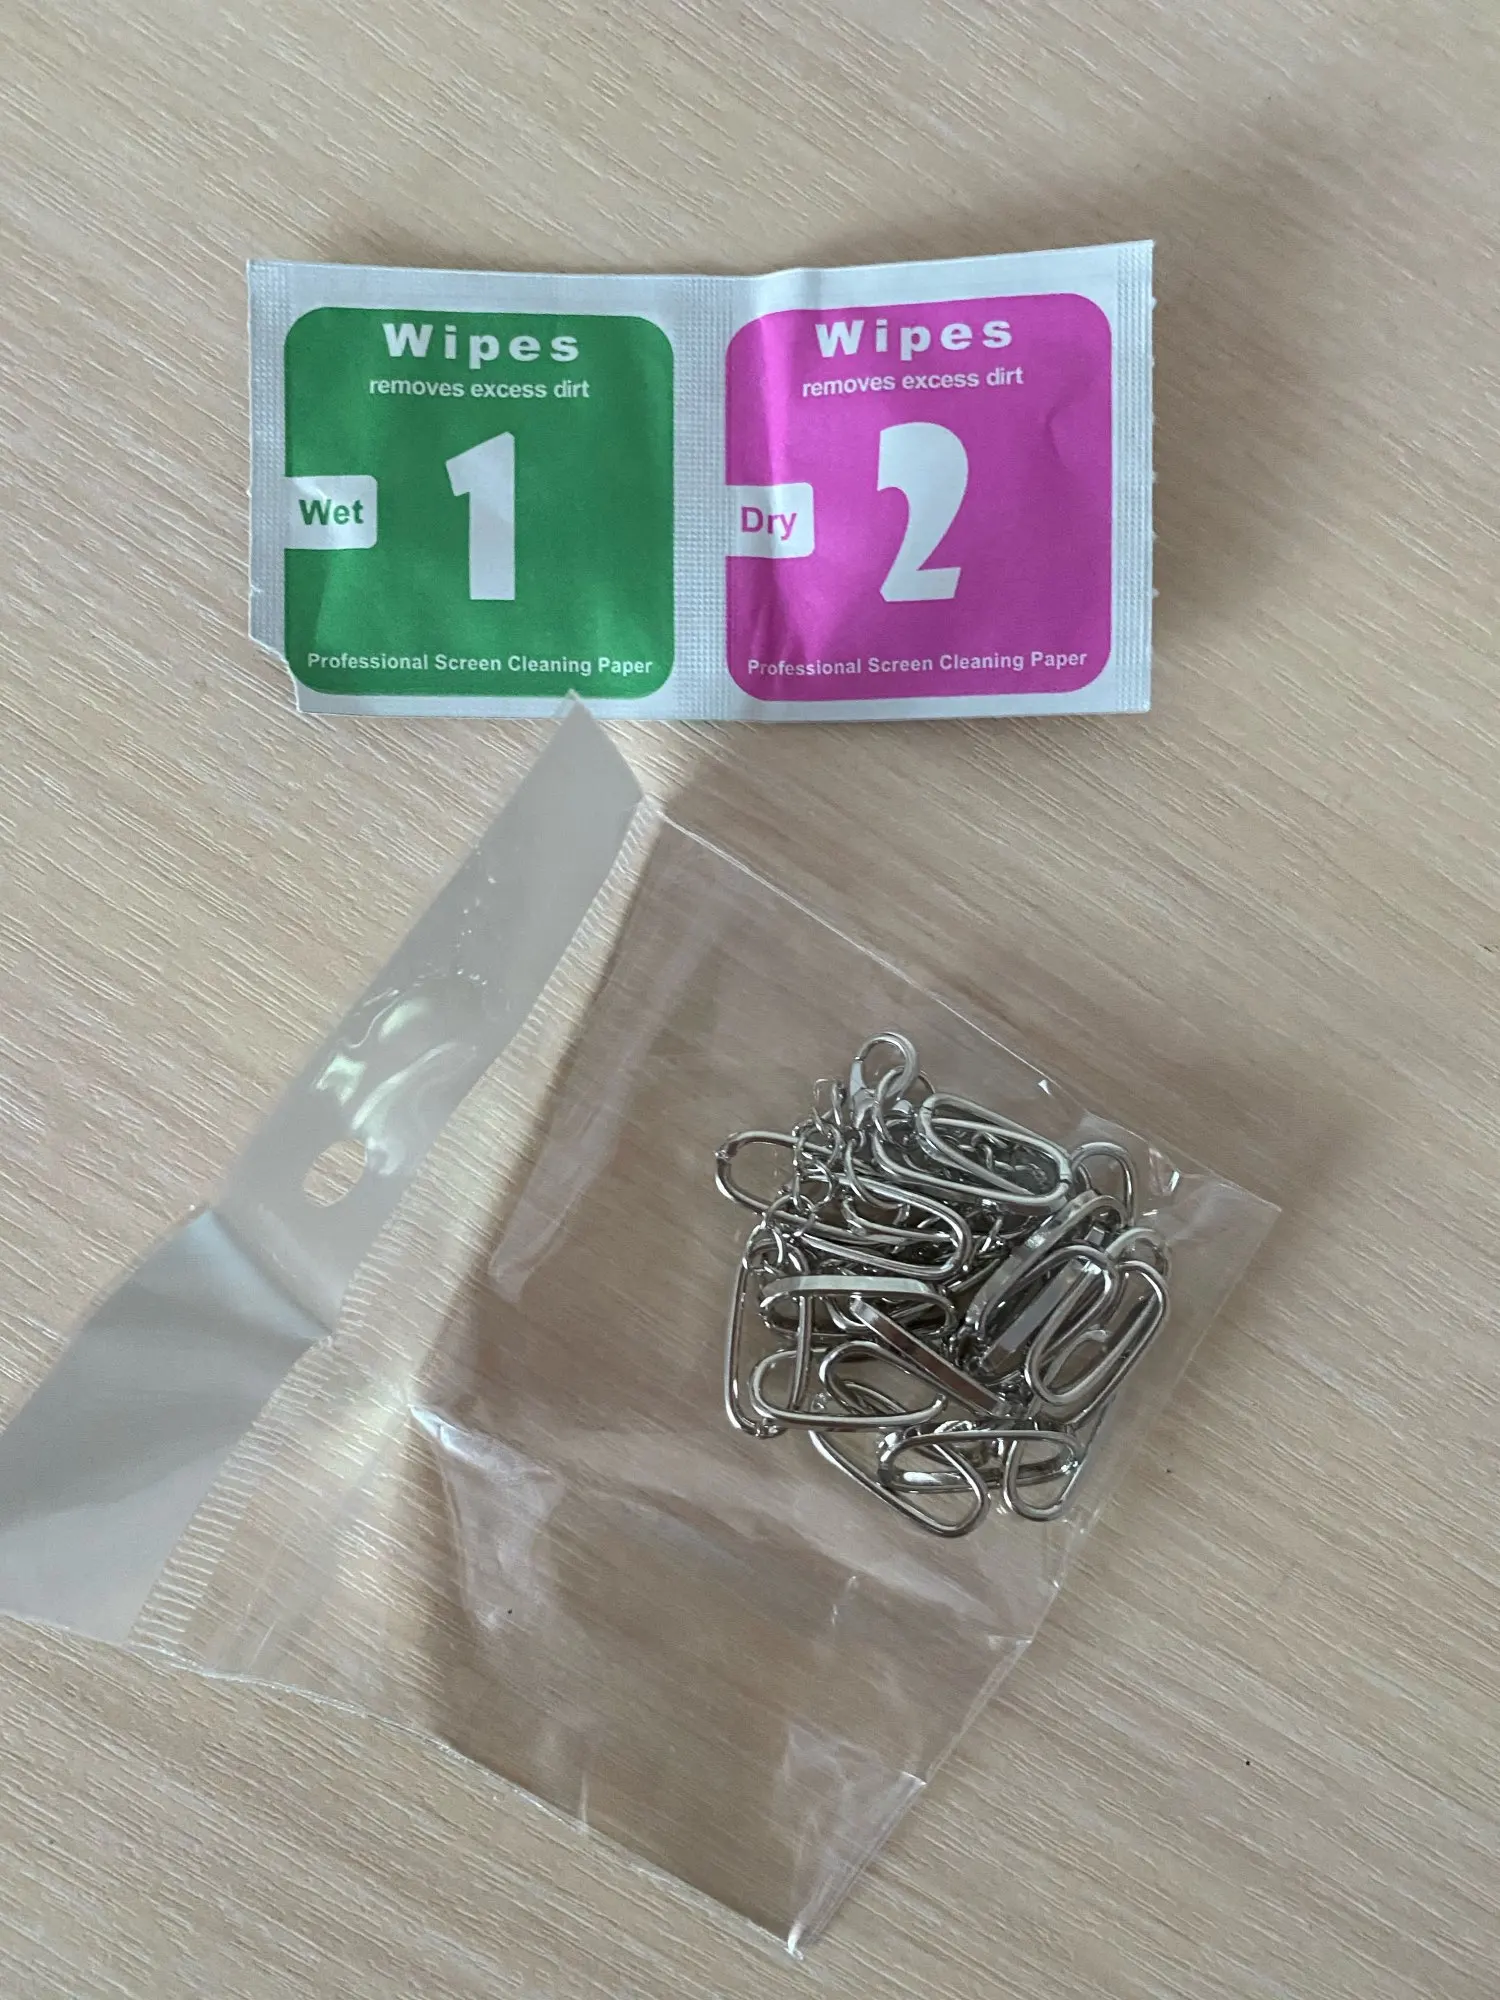 Wipes
removes excess dirt
1
Wet
Professional Screen Cleaning Paper
Wipes
removes excess dirt
2
Dry
Professional Screen Cleaning Paper